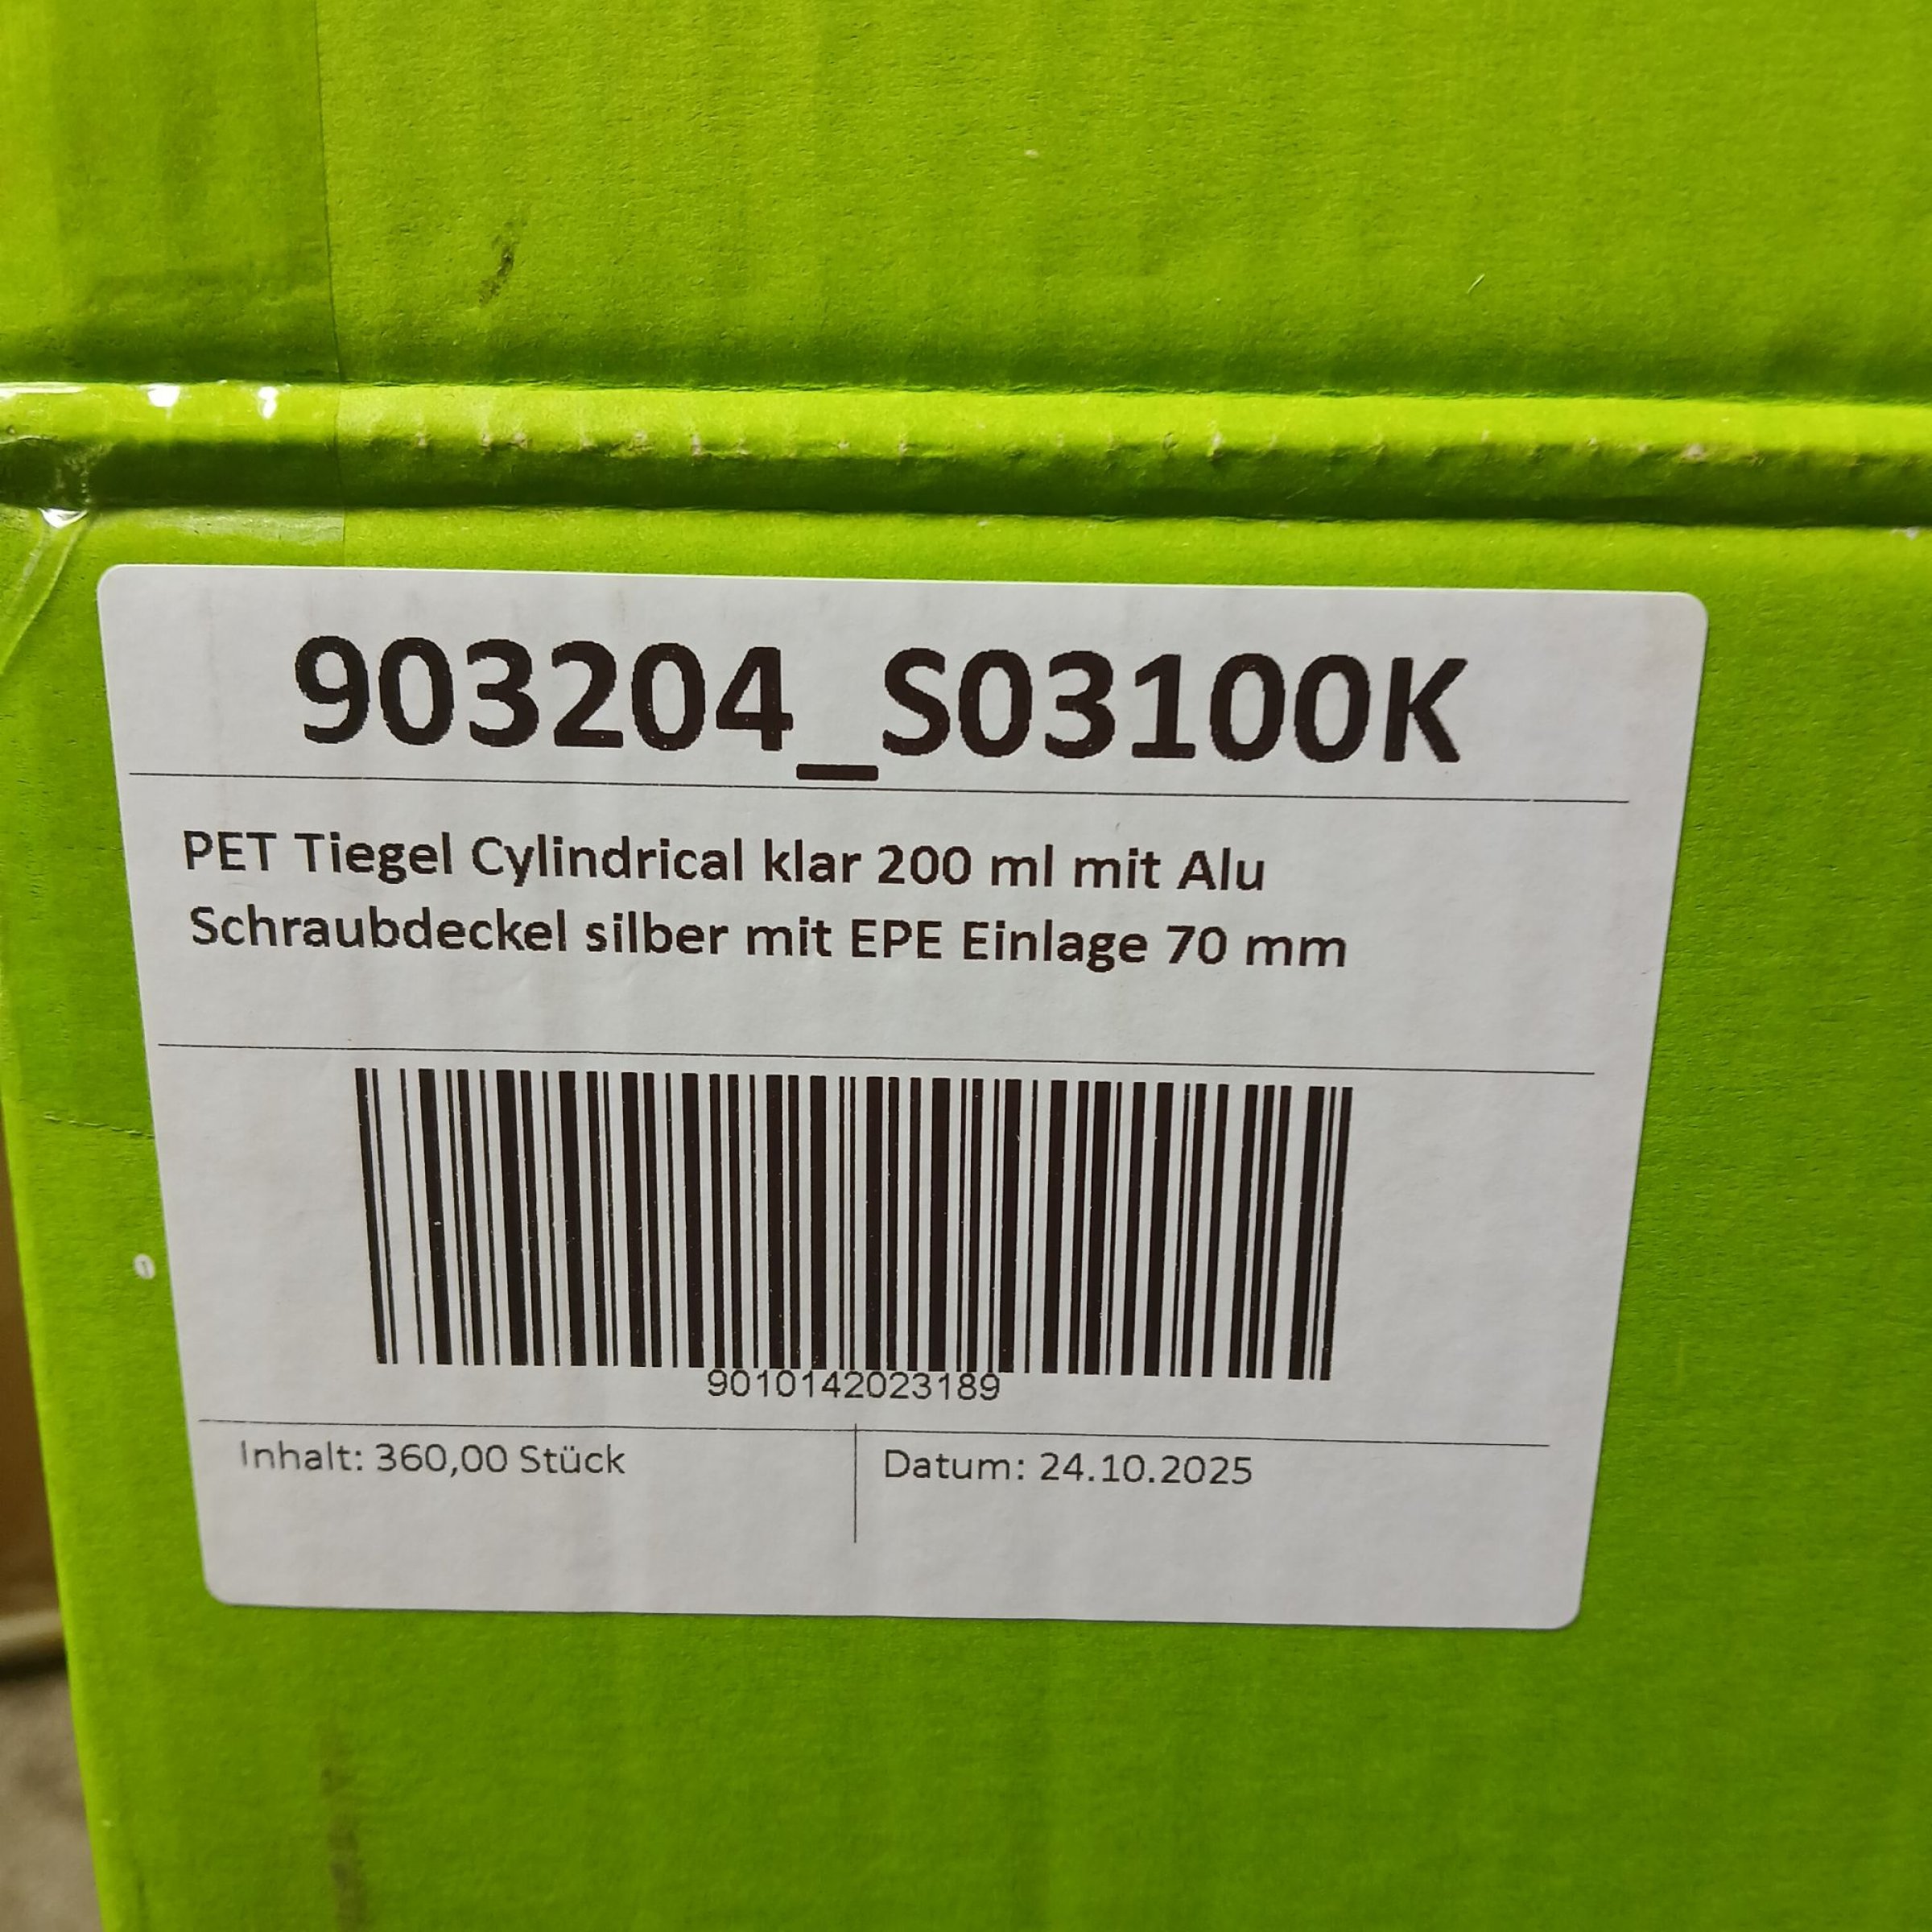 903204_S03100K
PET Tiegel Cylindrical klar 200 ml mit Alu
Schraubdeckel silber mit EPE Einlage 70 mm
9010142023189
Inhalt: 360,00 Stück
Datum: 24.10.2025